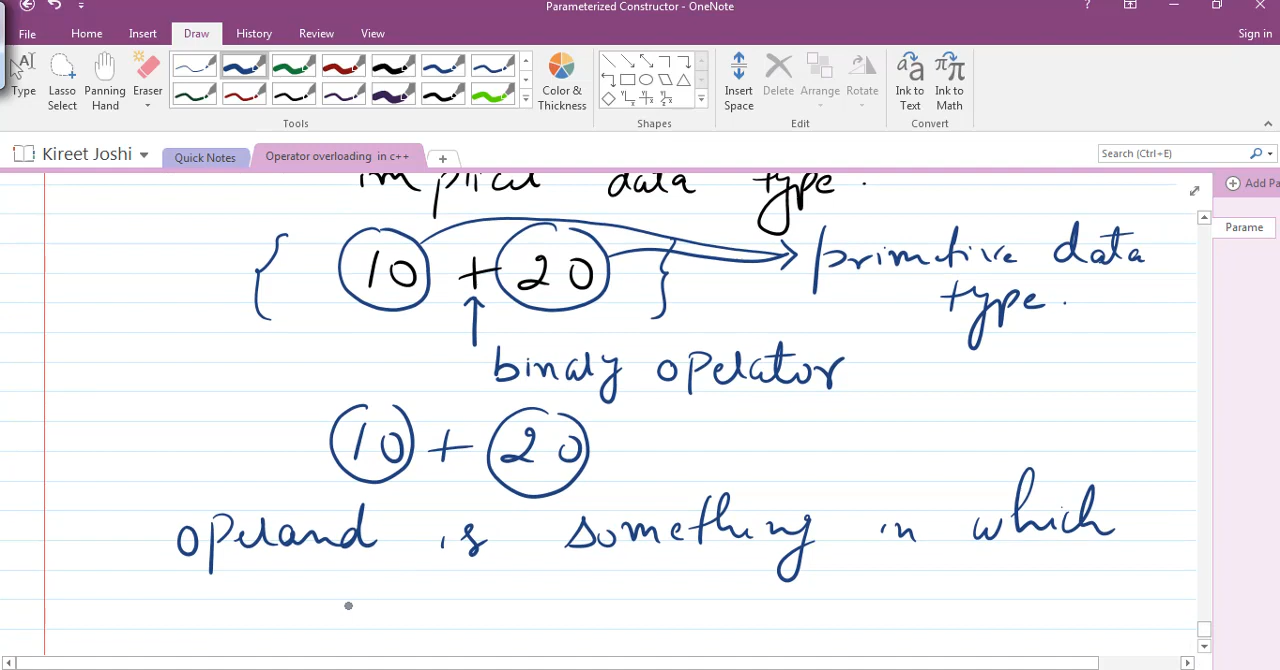 Parameterized Constructor - OneNote
Sign in
File Home Insert Draw History Review View
Type
Lasso Select
Panning Hand
Eraser
Color & Thickness
Insert Space
Delete
Arrange
Rotate
Ink to Text
Ink to Math
Tools
Shapes
Edit
Convert
Kireet Joshi
Quick Notes
Operator overloading in c++
Search (Ctrl+E)
Add Pa
Parame
implicit data type.
{ 10 + 20 } primitive data
type.
binary operator
10 + 20
operand is something in which